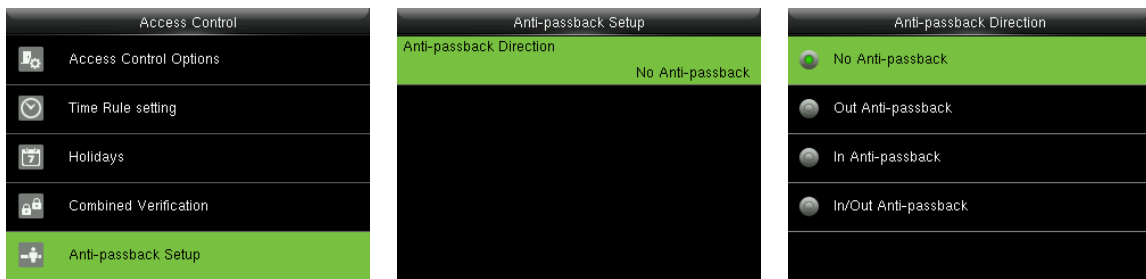 Access Control
Access Control Options
Time Rule setting
7
Holidays
Combined Verification
Anti-passback Setup
Anti-passback Setup
Anti-passback Direction
No Anti-passback
Anti-passback Direction
No Anti-passback
Out Anti-passback
In Anti-passback
In/Out Anti-passback